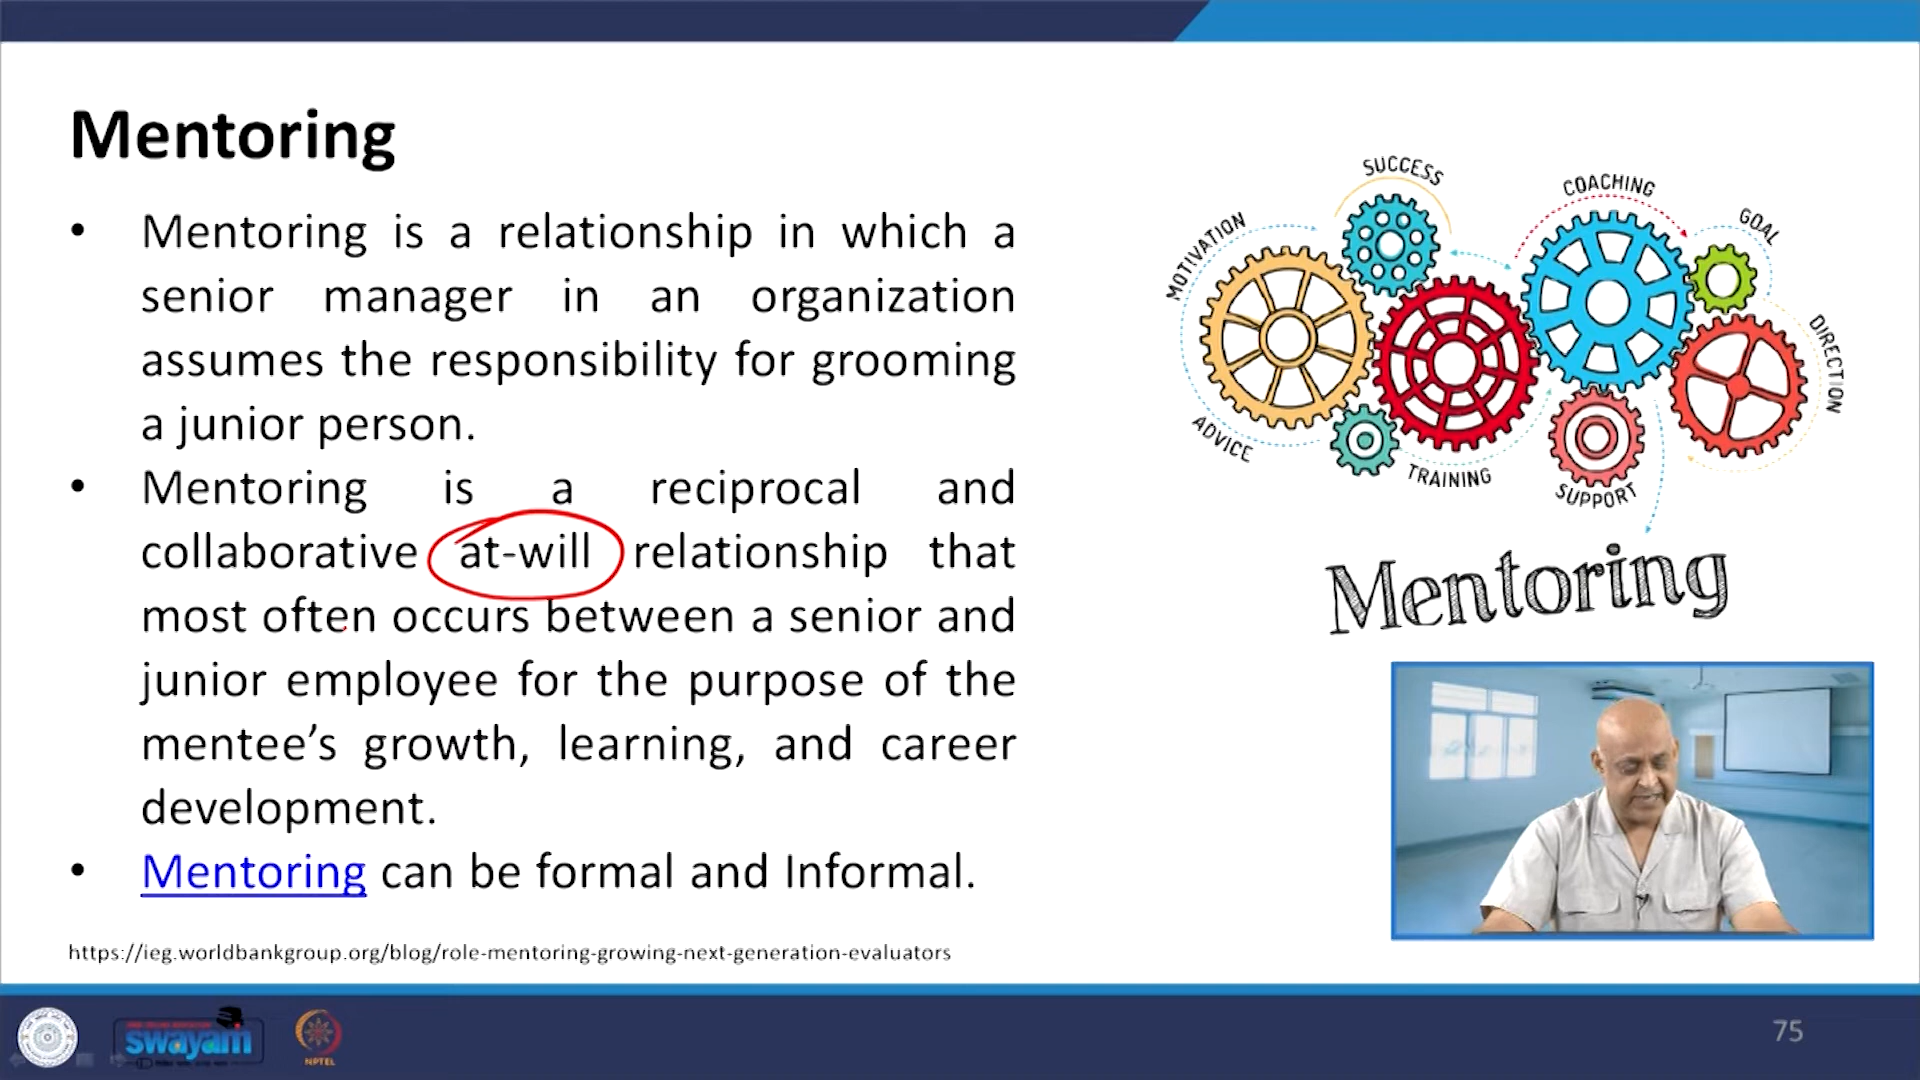 Mentoring
• Mentoring is a relationship in which a
senior manager in an organization
assumes the responsibility for grooming
a junior person.
• Mentoring is a reciprocal and
collaborative at-will relationship that
most often occurs between a senior and
junior employee for the purpose of the
mentee’s growth, learning, and career
development.
• Mentoring can be formal and Informal.
https://ieg.worldbankgroup.org/blog/role-mentoring-growing-next-generation-evaluators
SUCCESS
COACHING
MOTIVATION
GOAL
DIRECTION
ADVICE
TRAINING
SUPPORT
Mentoring
swayam
NPTEL
75